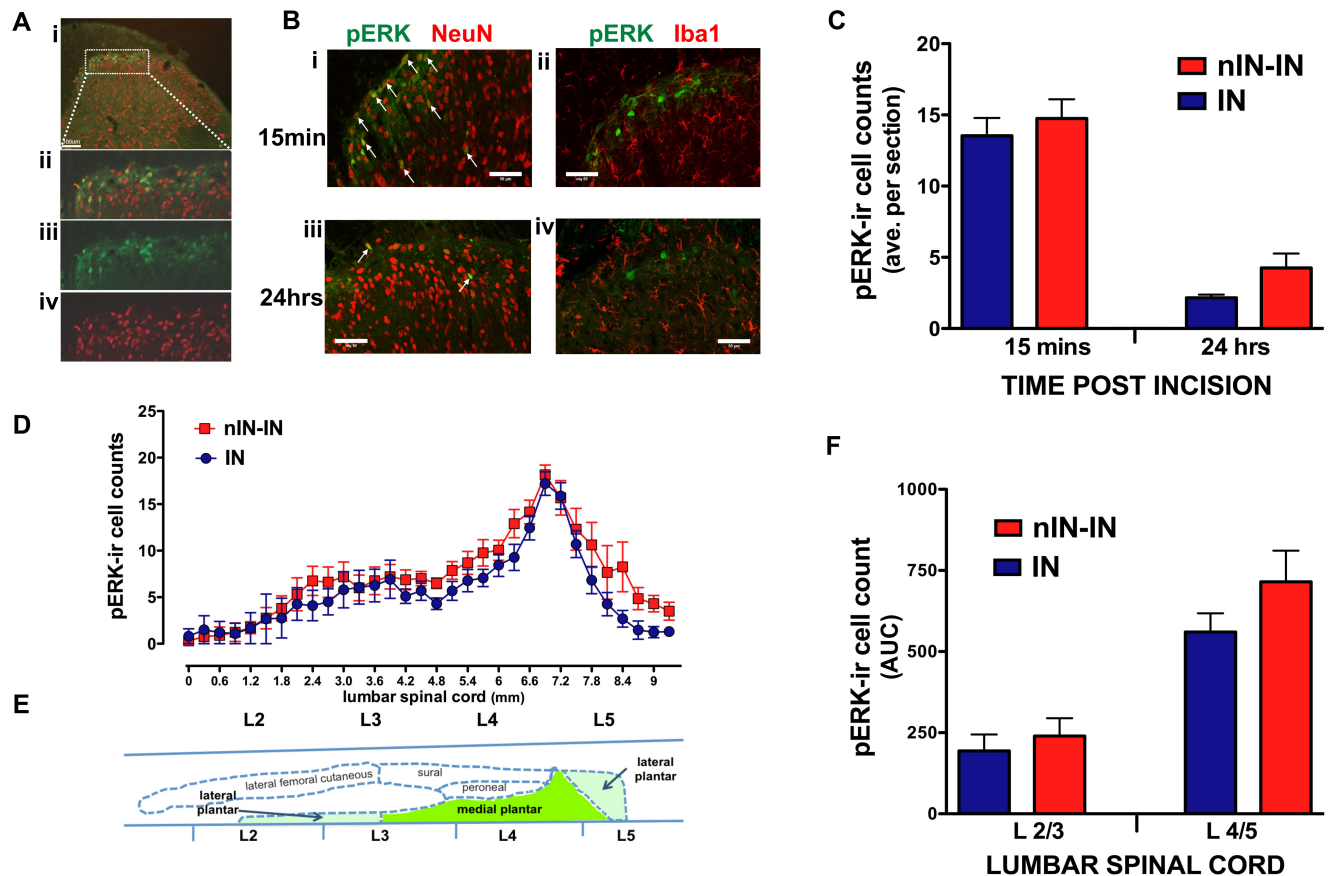 A
i
100um
ii
iii
iv
B
pERK NeuN
pERK Iba1
i
ii
15min
50 µm
iii
iv
24hrs
50 µm
C
pERK-ir cell counts
(ave. per section)
20
15
10
5
0
nIN-IN
IN
15 mins
24 hrs
TIME POST INCISION
D
pERK-ir cell counts
25
20
15
10
5
0
nIN-IN
IN
0 0.6 1.2 1.8 2.4 3.0 3.6 4.2 4.8 5.4 6 6.6 7.2 7.8 8.4 9
lumbar spinal cord (mm)
E
L2 L3 L4 L5
lateral femoral cutaneous
sural
lateral
plantar
lateral
plantar
peroneal
medial plantar
L2 L3 L4 L5
F
pERK-ir cell count
(AUC)
1000
750
500
250
0
nIN-IN
IN
L 2/3
L 4/5
LUMBAR SPINAL CORD